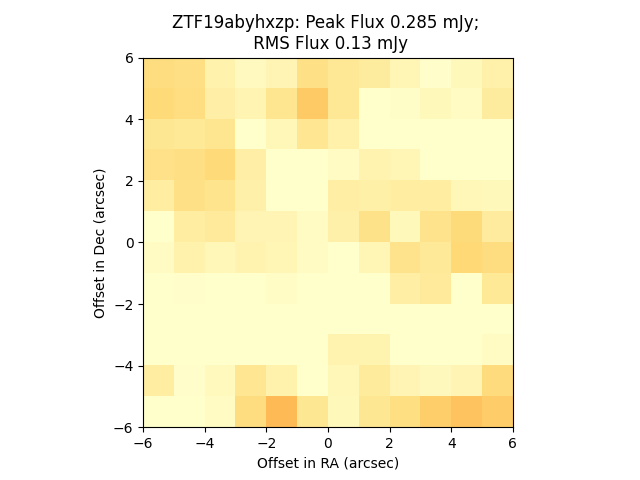 ZTF19abyhxzp: Peak Flux 0.285 mJy;
RMS Flux 0.13 mJy
6
4
2
0
−2
−4
−6
Offset in Dec (arcsec)
−6 −4 −2 0 2 4 6
Offset in RA (arcsec)